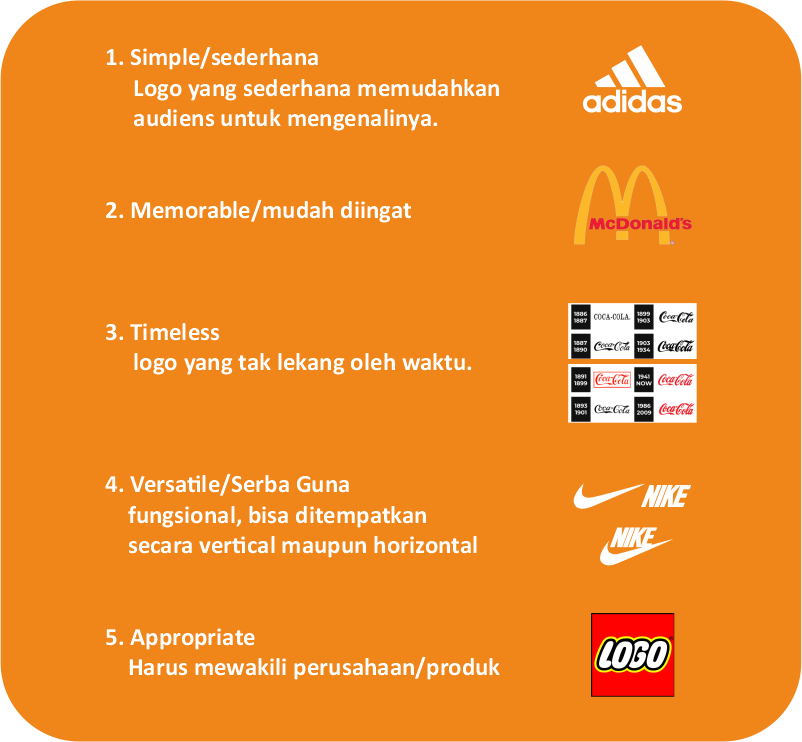 1. Simple/sederhana
Logo yang sederhana memudahkan
audiens untuk mengenalinya.
adidas
2. Memorable/mudah diingat
McDonald's
3. Timeless
logo yang tak lekang oleh waktu.
1886 1887 COCA-COLA. 1899 1903 Coca-Cola
1887 1890 Coca-Cola 1903 1934 Coca-Cola
1891 1899 Coca-Cola 1941 NOW Coca-Cola
1893 1901 Coca-Cola 1986 2009 Coca-Cola
4. Versatile/Serba Guna
fungsional, bisa ditempatkan
secara vertical maupun horizontal
NIKE
NIKE
5. Appropriate
Harus mewakili perusahaan/produk
LOGO